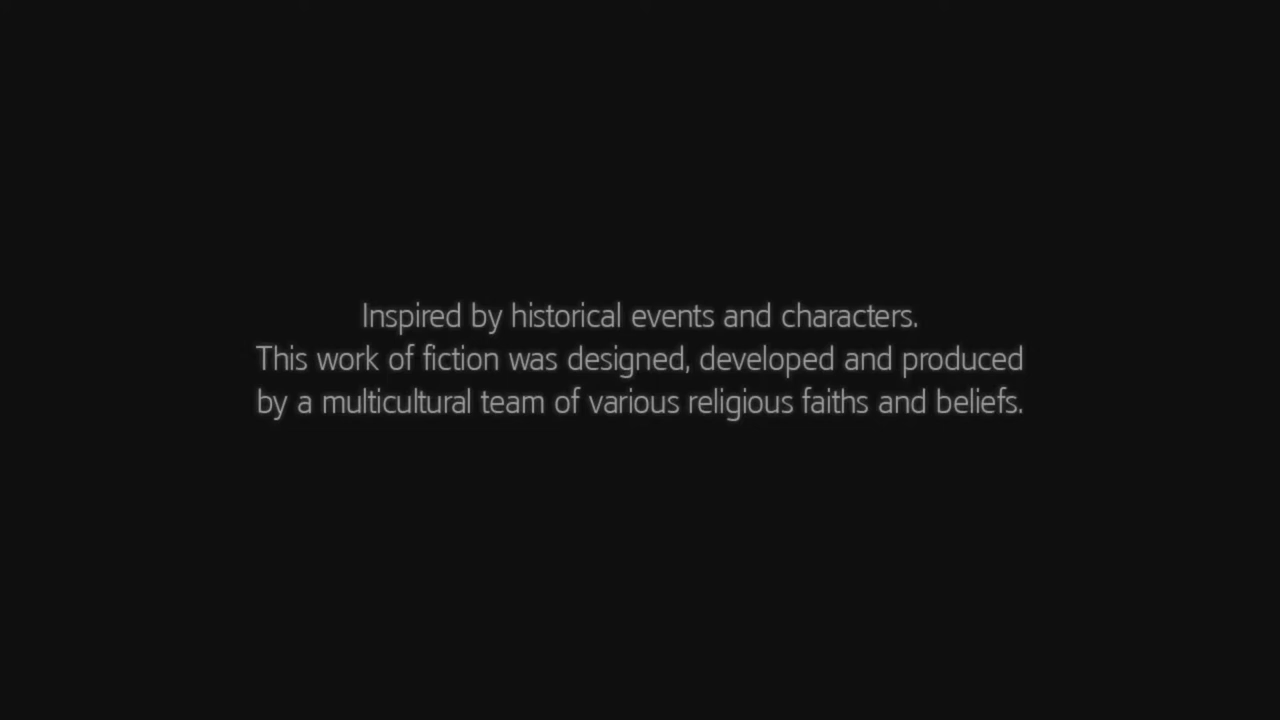 Inspired by historical events and characters.
This work of fiction was designed, developed and produced
by a multicultural team of various religious faiths and beliefs.